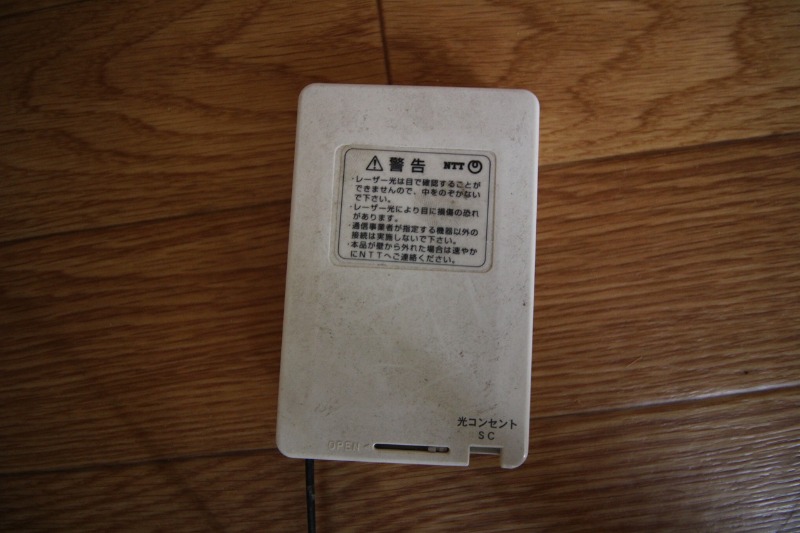 ⚠警告 NTT
・レーザー光は目で確認することが
できませんので、中をのぞかない
で下さい。
・レーザー光により目に損傷の恐れ
があります。
・通信事業者が指定する機器以外の
接続は実施しないで下さい。
・本品が壁から外れた場合は速やか
にNTTへご連絡ください。
光コンセント
SC
OPEN